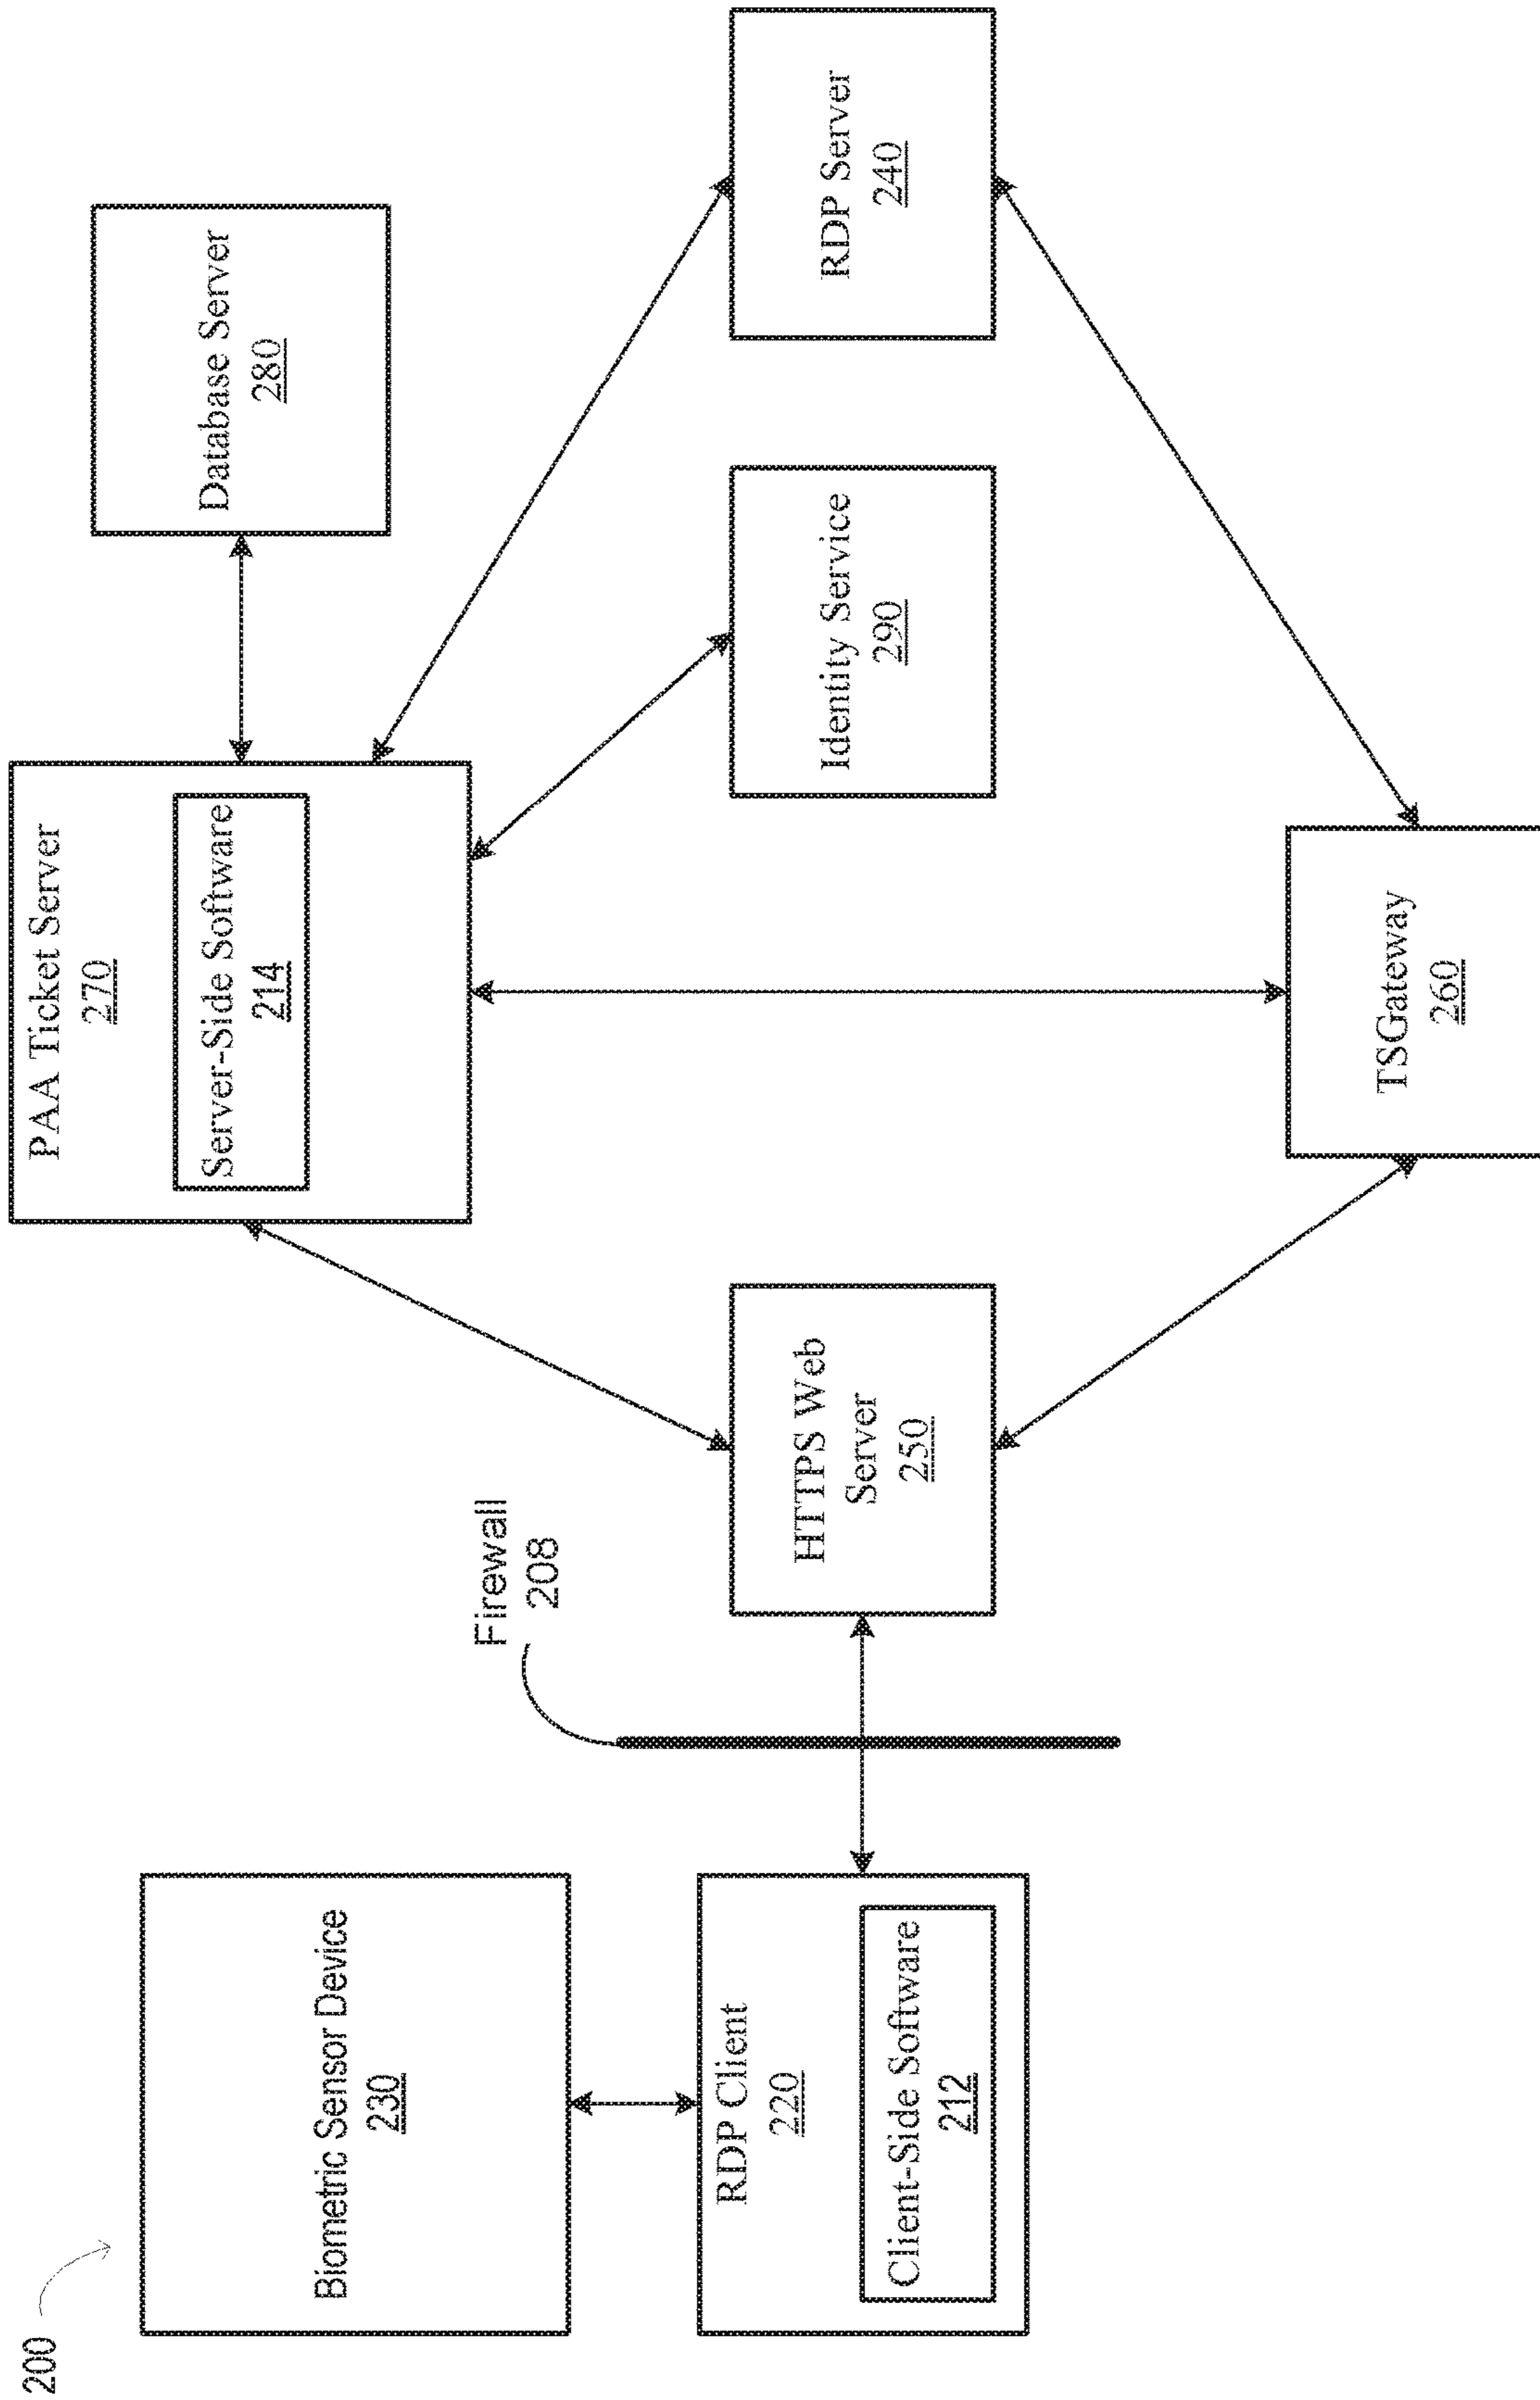 200
Biometric Sensor Device
230
RDP Client
220
Client-Side Software
212
Firewall
208
HTTPS Web
Server
250
PAA Ticket Server
270
Server-Side Software
214
TSGateway
260
Identity Service
290
Database Server
280
RDP Server
240